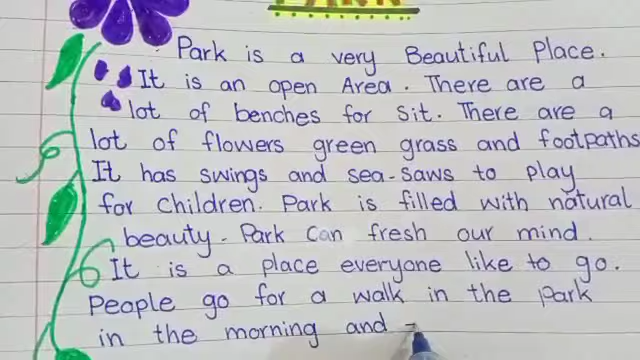 Park is a very Beautiful Place.
It is an open Area. There are a
lot of benches for sit. There are a
lot of flowers green grass and footpaths
It has swings and sea-saws to play
for children. Park is filled with natural
beauty. Park can fresh our mind.
It is a place everyone like to go.
People go for a walk in the park
in the morning and